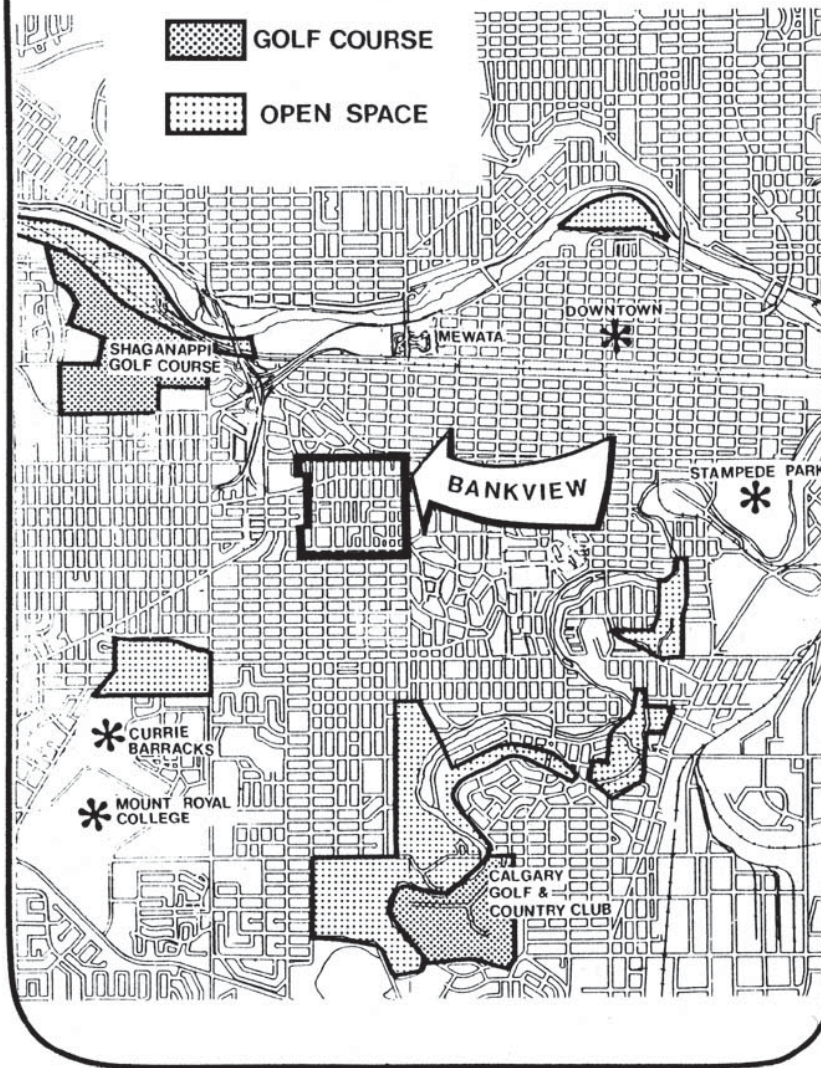 GOLF COURSE
OPEN SPACE
DOWNTOWN
MEWATA
SHAGANAPPI
GOLF COURSE
BANKVIEW
STAMPEDE PARK
CURRIE
BARRACKS
MOUNT ROYAL
COLLEGE
CALGARY
GOLF &
COUNTRY CLUB